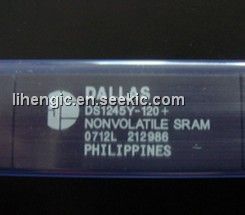 DALLAS
DS1245Y-120+
lihengic.en.seekic.com
NONVOLATILE SRAM
0712L 212986
PHILIPPINES